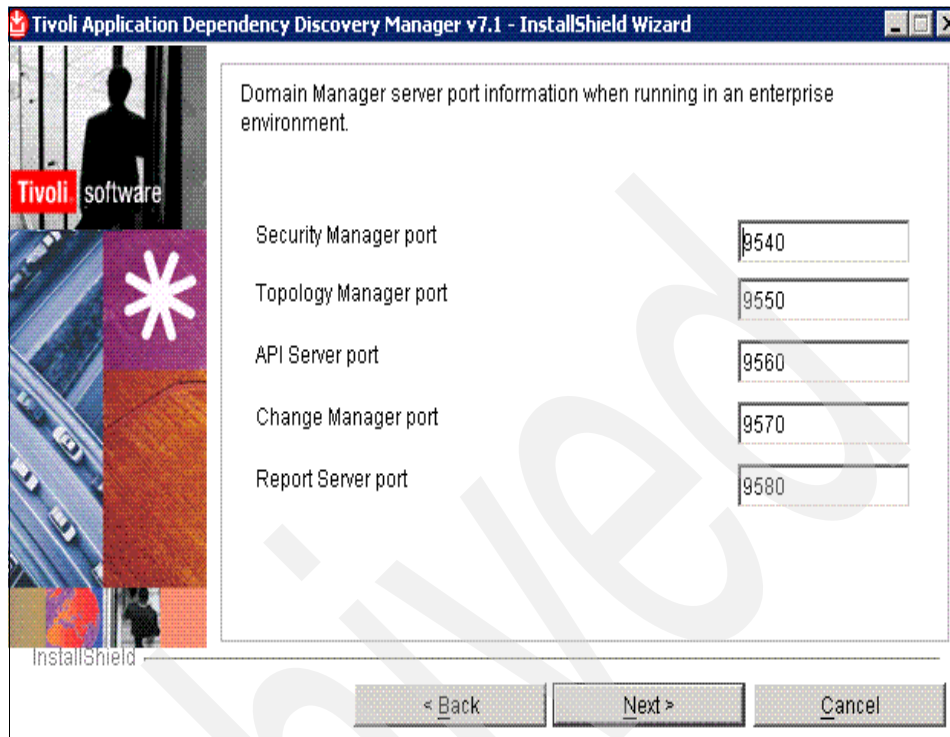 Tivoli Application Dependency Discovery Manager v7.1 - InstallShield Wizard
Domain Manager server port information when running in an enterprise
environment.
Tivoli software
Security Manager port 9540
Topology Manager port 9550
API Server port 9560
Change Manager port 9570
Report Server port 9580
InstallShield
< Back Next > Cancel